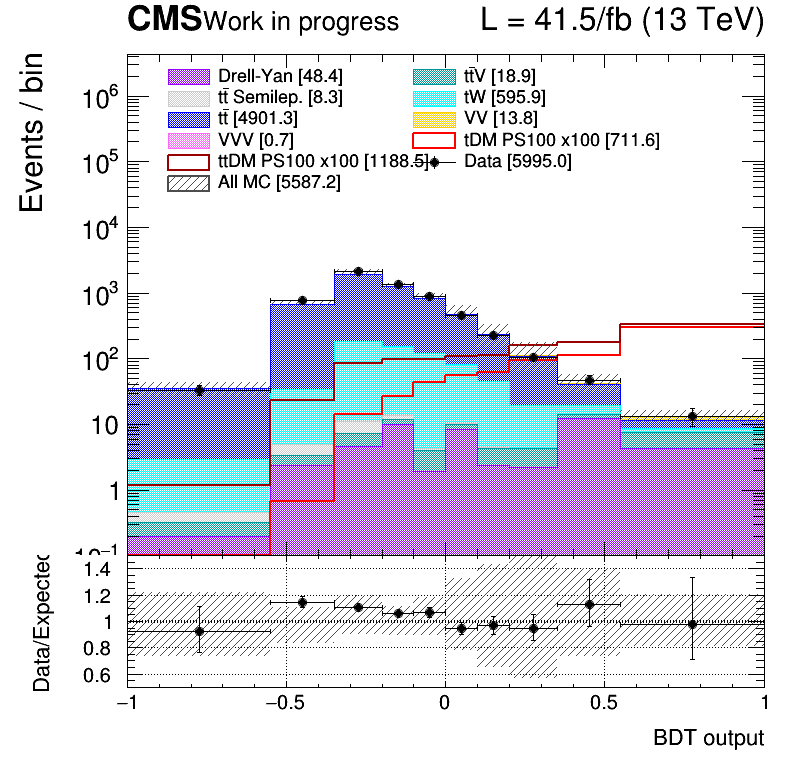 CMS Work in progress L = 41.5/fb (13 TeV)
Events / bin
Drell-Yan [48.4] tt̄V [18.9]
tt̄ Semilep. [8.3] tW [595.9]
tt̄ [4901.3] VV [13.8]
VVV [0.7] tDM PS100 x100 [711.6]
ttDM PS100 x100 [1188.5] Data [5995.0]
All MC [5587.2]
10⁶
10⁵
10⁴
10³
10²
10
1
10⁻¹
Data/Expected
1.4
1.2
1
0.8
0.6
−1 −0.5 0 0.5 1
BDT output